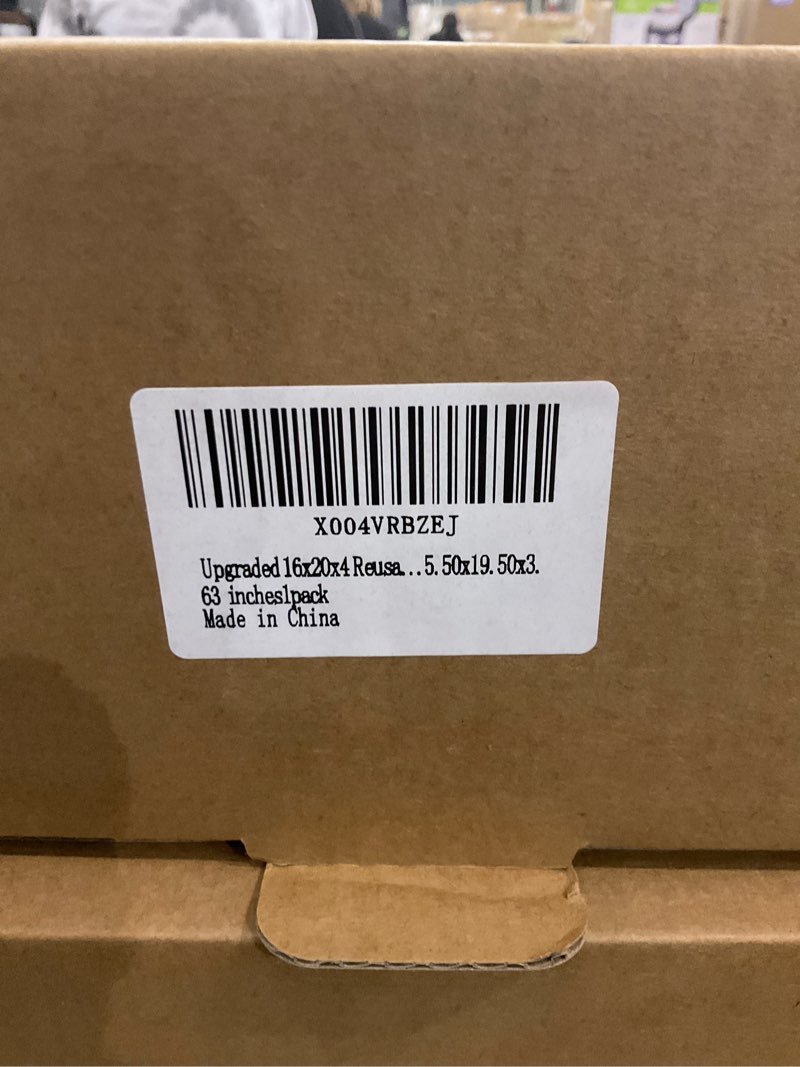 X004VRBZEJ
Upgraded 16x20x4 Reusa...5.50x19.50x3.
63 inches1pack
Made in China